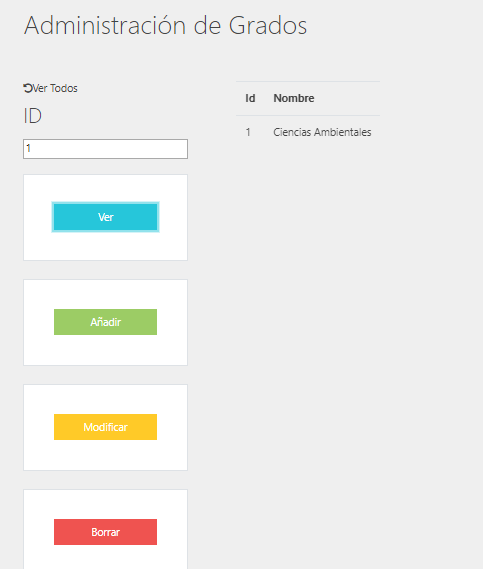 Administración de Grados
Ver Todos
ID
1
Ver
Añadir
Modificar
Borrar
Id Nombre
1 Ciencias Ambientales